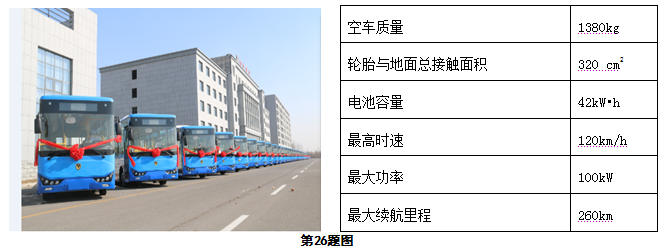 空车质量 1380kg
轮胎与地面总接触面积 320 cm²
电池容量 42kW•h
最高时速 120km/h
最大功率 100kW
最大续航里程 260km
第26题图